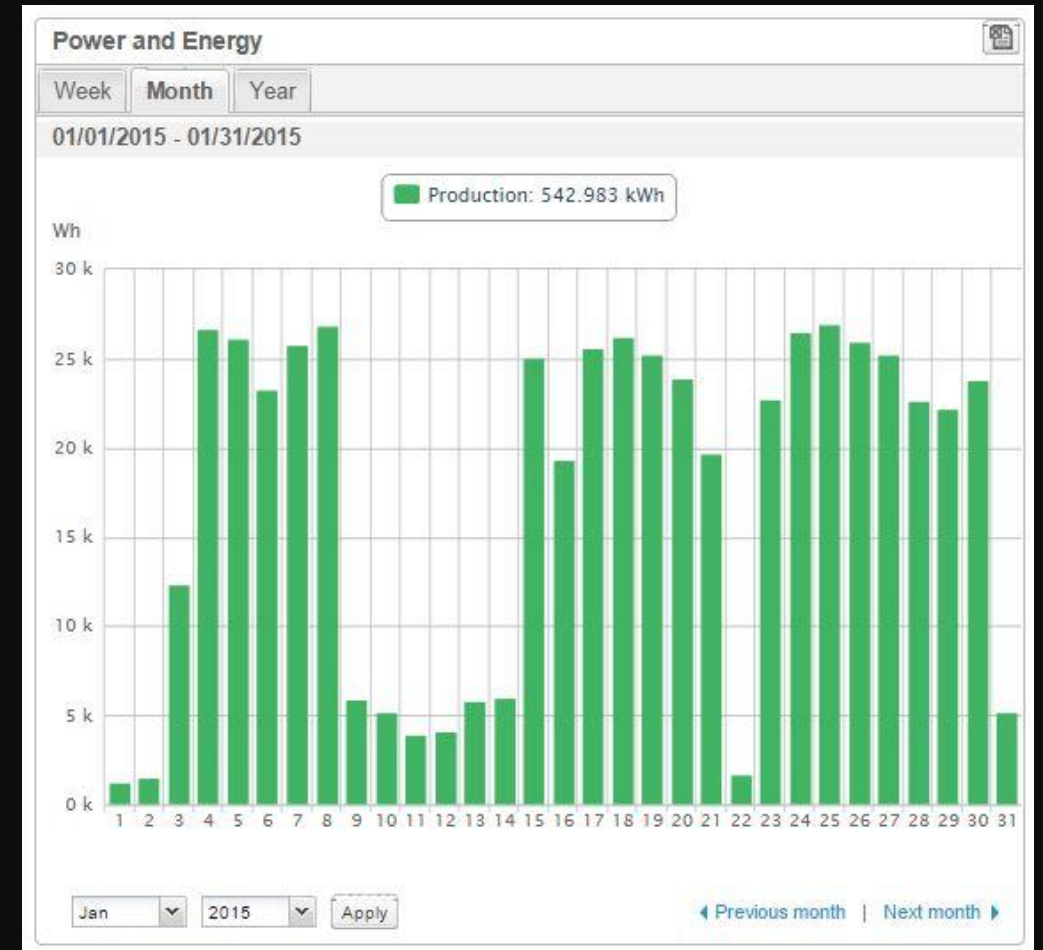 Power and Energy
Week Month Year
01/01/2015 - 01/31/2015
Production: 542.983 kWh
Wh
30 k
25 k
20 k
15 k
10 k
5 k
0 k
1 2 3 4 5 6 7 8 9 10 11 12 13 14 15 16 17 18 19 20 21 22 23 24 25 26 27 28 29 30 31
Jan 2015 Apply Previous month | Next month